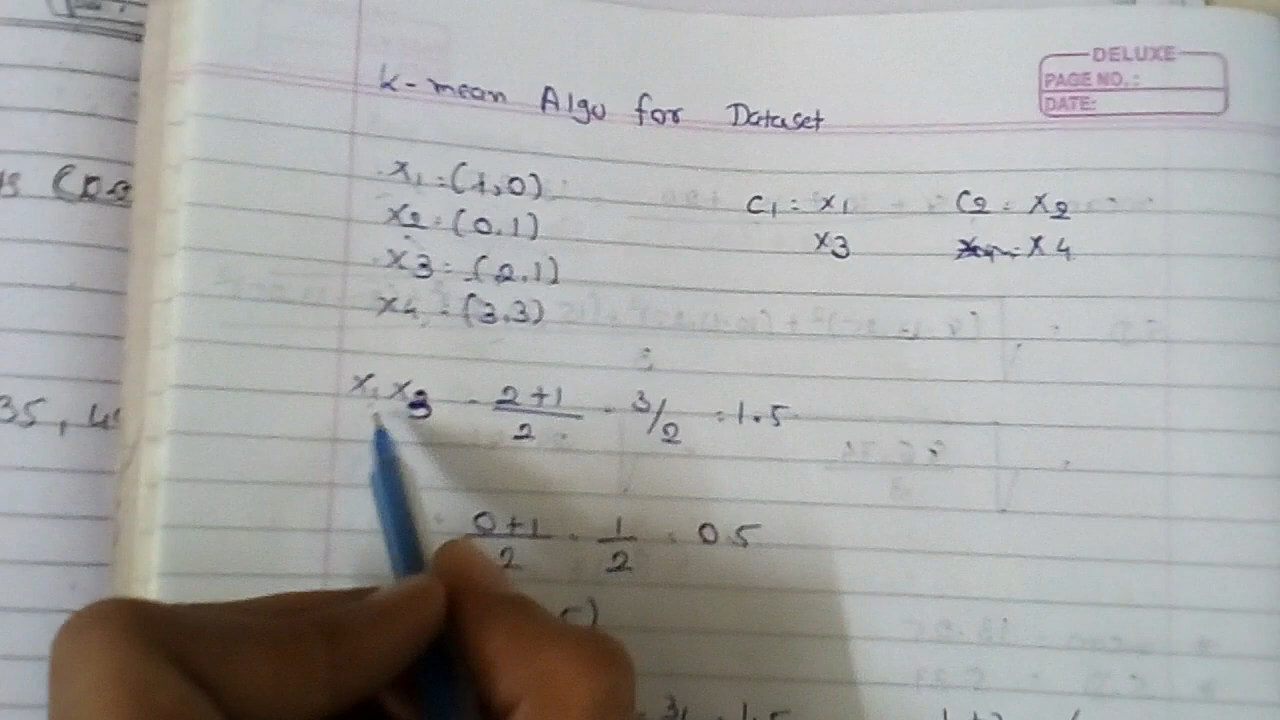 DELUXE
PAGE NO.:
DATE:
K-mean Algo for Dataset
x1 = (1,0)
x2 = (0,1)
x3 = (2,1)
x4 = (3,3)
C1 = x1 C2 = x2
x3 x4
x1 x3 = 2+1/2 = 3/2 = 1.5
= 0+1/2 = 1/2 = 0.5
35, 4